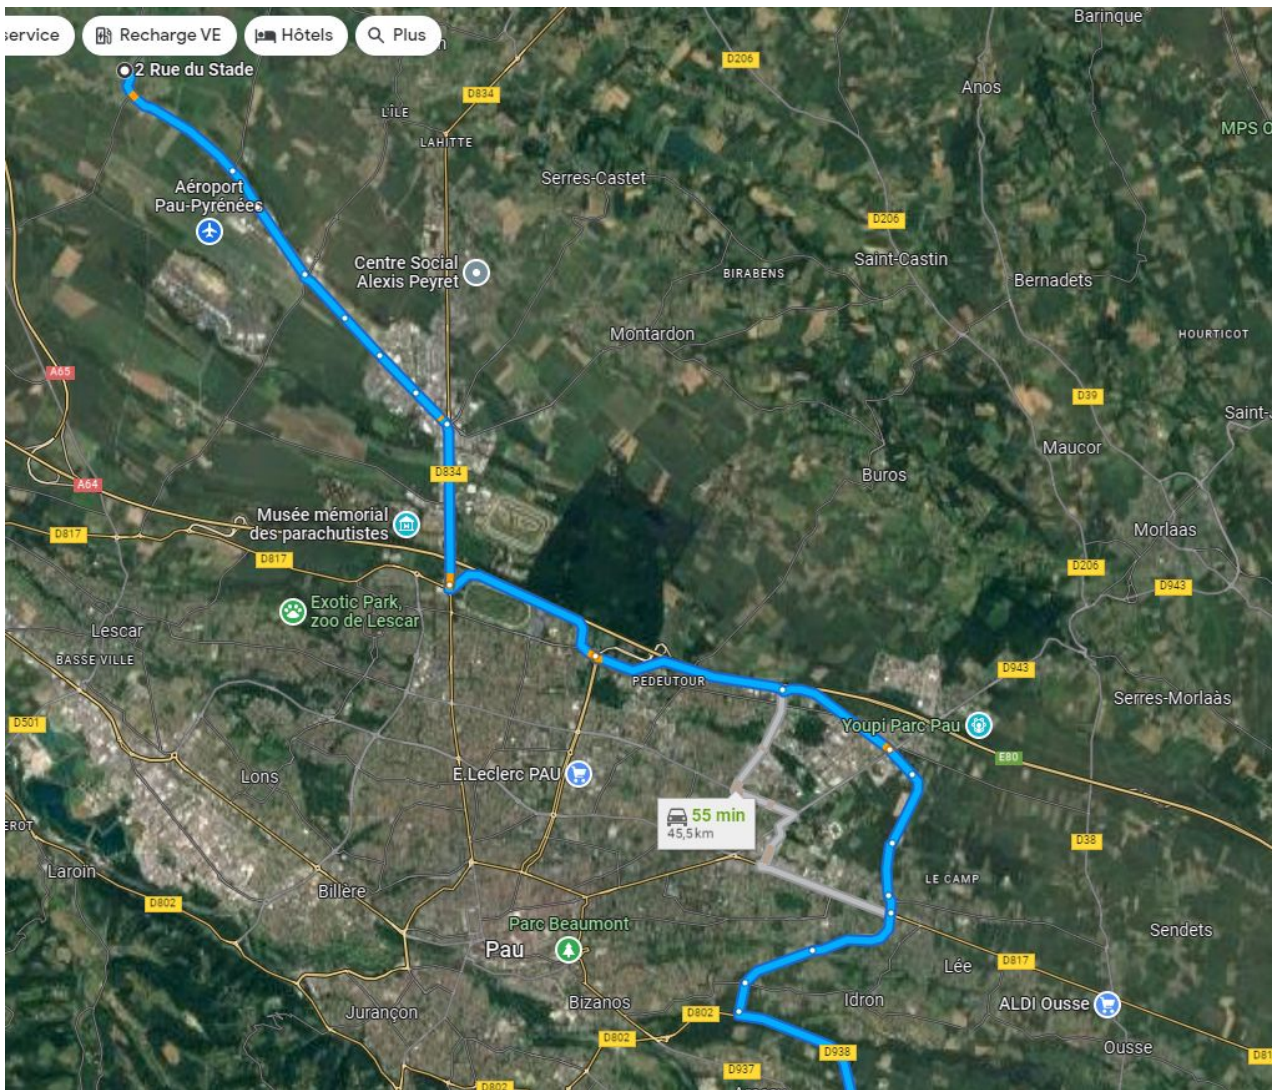 service
Recharge VE
Hôtels
Plus
Barinque
D206
2 Rue du Stade
Anos
D834
L'ÎLE
LAHITTE
MPS O
Serres-Castet
Aéroport
Pau-Pyrénées
D206
Saint-Castin
Centre Social
Alexis Peyret
BIRABENS
Bernadets
Montardon
HOURTICOT
A65
D39
Saint-J
Maucor
D834
Buros
A64
Musée mémorial
des parachutistes
Morlaas
D817
D817
D206
D943
Exotic Park,
zoo de Lescar
Lescar
BASSE VILLE
D943
PEDEUTOUR
Serres-Morlaàs
D501
Youpi Parc Pau
E80
Lons
E.Leclerc PAU
55 min
45,5 km
EROT
D38
Laroin
LE CAMP
Billère
D802
Parc Beaumont
Pau
Sendets
D817
Lée
Idron
ALDI Ousse
Bizanos
Jurançon
D802
D802
Ousse
D938
D81
D937
D802